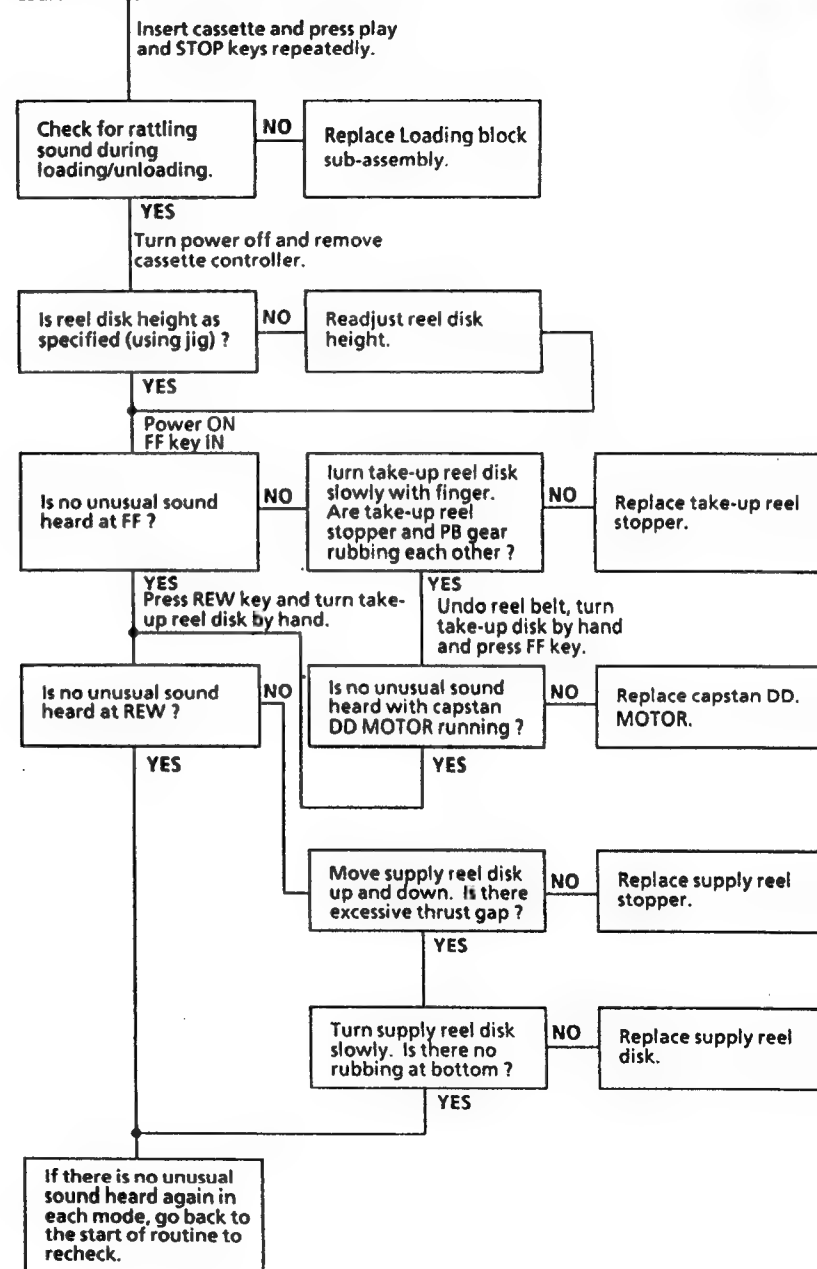 Insert cassette and press play
and STOP keys repeatedly.
Check for rattling
sound during
loading/unloading.
NO
Replace Loading block
sub-assembly.
YES
Turn power off and remove
cassette controller.
Is reel disk height as
specified (using jig) ?
NO
Readjust reel disk
height.
YES
Power ON
FF key IN
Is no unusual sound
heard at FF ?
NO
Turn take-up reel disk
slowly with finger.
Are take-up reel
stopper and PB gear
rubbing each other ?
NO
Replace take-up reel
stopper.
YES
Press REW key and turn take-
up reel disk by hand.
YES
Undo reel belt, turn
take-up disk by hand
and press FF key.
Is no unusual sound
heard at REW ?
NO
Is no unusual sound
heard with capstan
DD MOTOR running ?
NO
Replace capstan DD.
MOTOR.
YES
YES
Move supply reel disk
up and down. Is there
excessive thrust gap ?
NO
Replace supply reel
stopper.
YES
Turn supply reel disk
slowly. Is there no
rubbing at bottom ?
NO
Replace supply reel
disk.
YES
If there is no unusual
sound heard again in
each mode, go back to
the start of routine to
recheck.